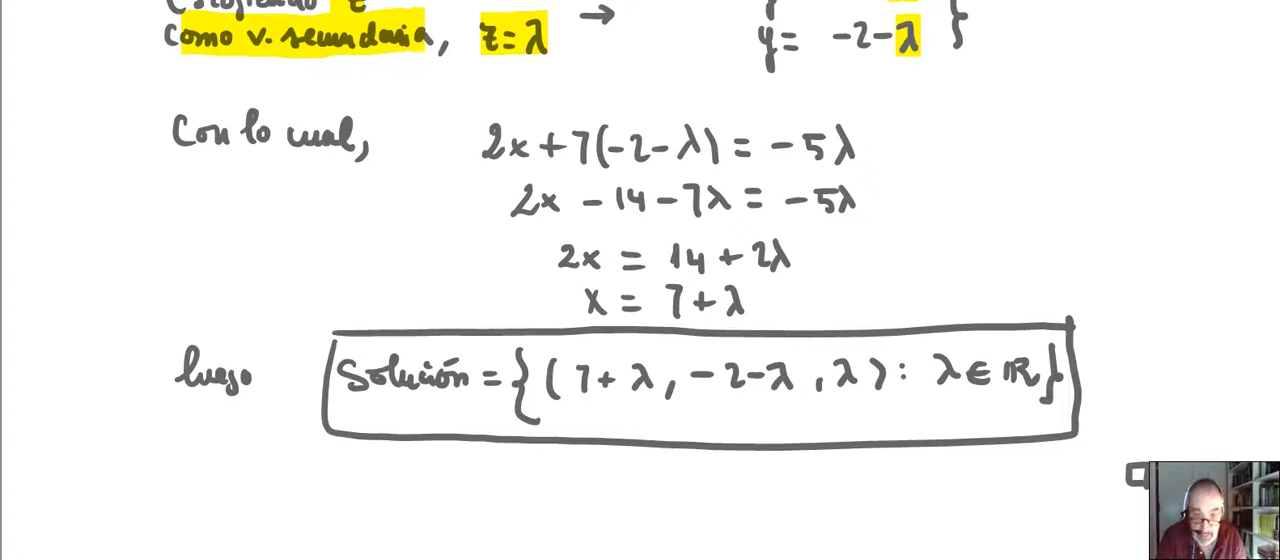 como v. secundaria, z = λ → y = -2-λ }
Con lo cual, 2x + 7(-2-λ) = -5λ
2x - 14 - 7λ = -5λ
2x = 14 + 2λ
x = 7 + λ
luego Solución = { (7+λ, -2-λ, λ) : λ ∈ ℝ }